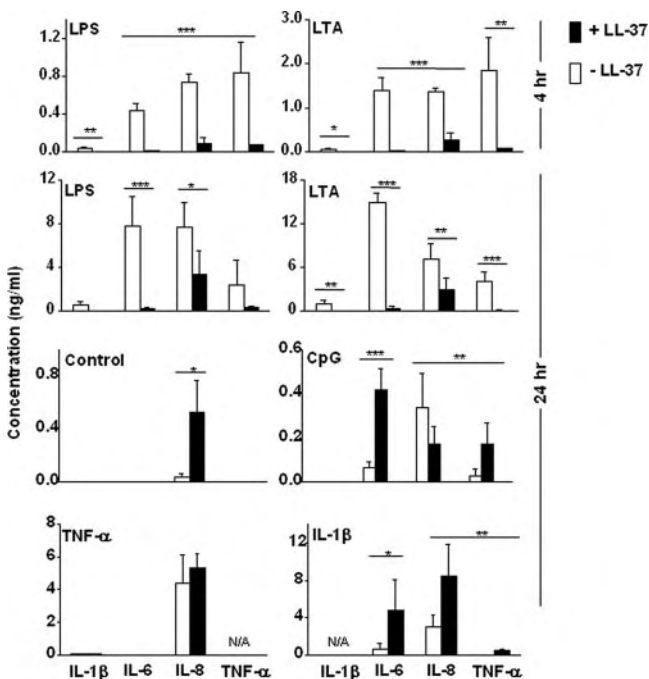 LPS
***
1.2
0.8
0.4
0.0
**
LTA
**
3.0
2.0
1.0
0.0
***
*
4 hr
+ LL-37
- LL-37
LPS
12
8
4
0
***
*
LTA
18
12
6
0
**
***
**
***
Concentration (ng/ml)
Control
0.8
0.4
0.0
*
CpG
0.6
0.4
0.2
0.0
***
**
24 hr
TNF-α
8
6
4
2
0
N/A
IL-1β
12
8
4
0
N/A
*
**
IL-1β IL-6 IL-8 TNF-α
IL-1β IL-6 IL-8 TNF-α